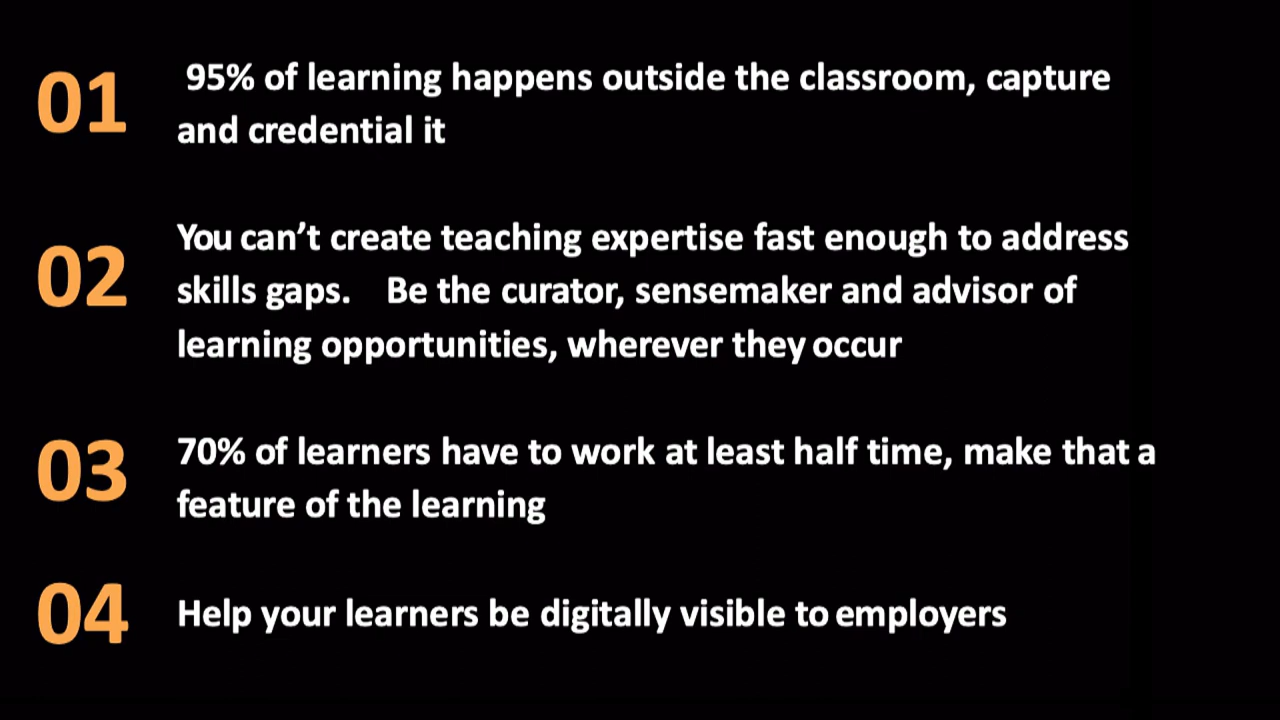 01
95% of learning happens outside the classroom, capture
and credential it
02
You can’t create teaching expertise fast enough to address
skills gaps. Be the curator, sensemaker and advisor of
learning opportunities, wherever they occur
03
70% of learners have to work at least half time, make that a
feature of the learning
04
Help your learners be digitally visible to employers